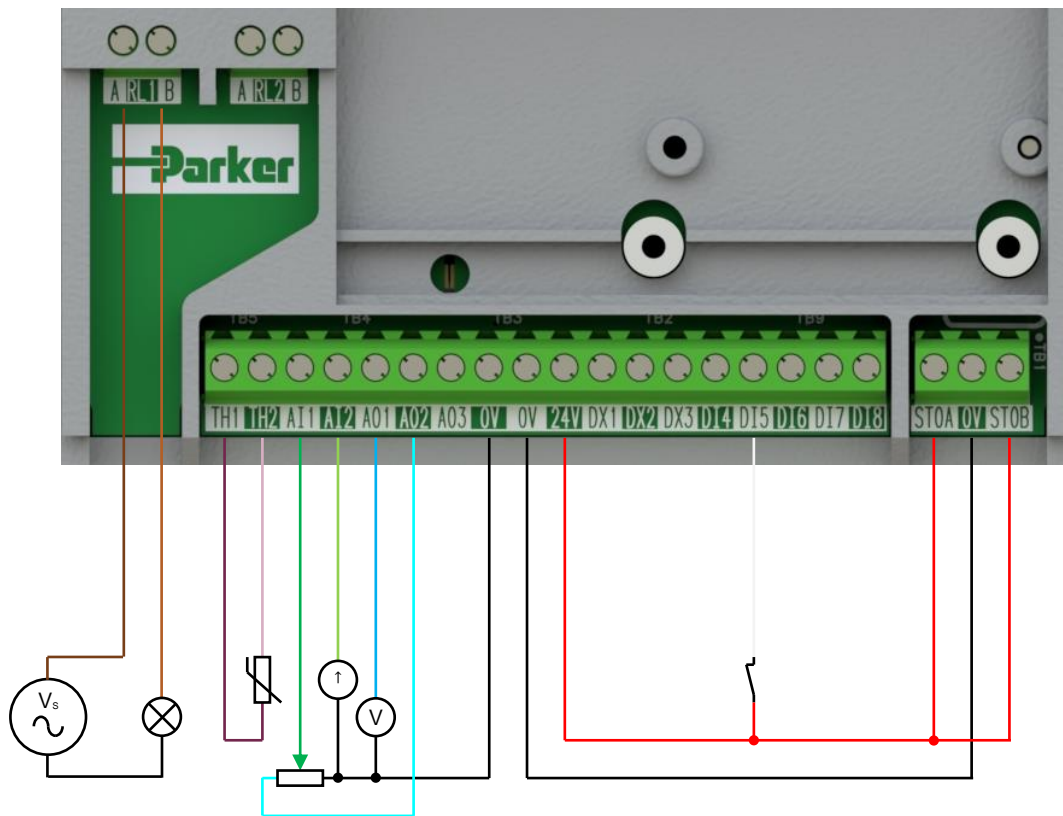 A RL1 B
A RL2 B
Parker
TB5 TB4 TB3 TB2 TB9
TB1
TH1 TH2 AI1 AI2 AO1 AO2 AO3 0V 0V 24V DX1 DX2 DX3 DI4 DI5 DI6 DI7 DI8
STOA 0V STOB
Vs
↑
V